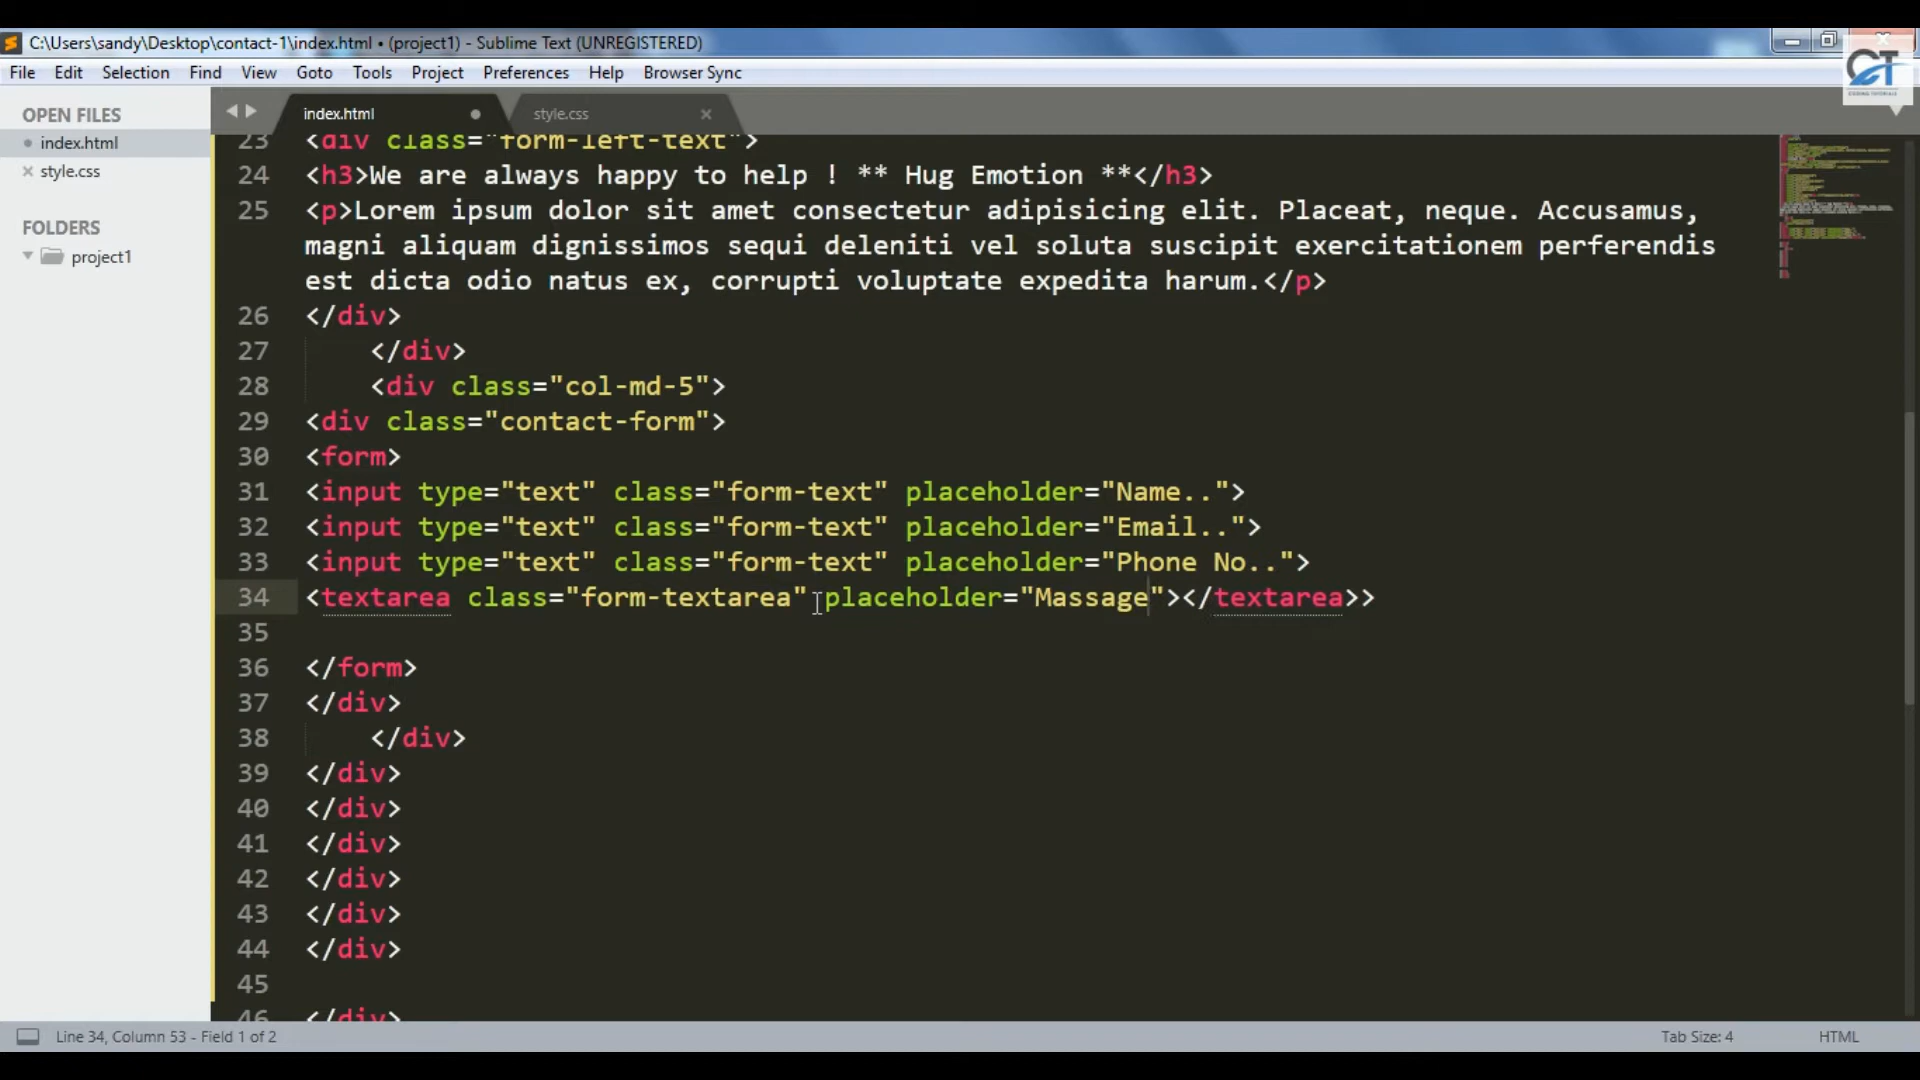 C:\Users\sandy\Desktop\contact-1\index.html • (project1) - Sublime Text (UNREGISTERED)
File Edit Selection Find View Goto Tools Project Preferences Help Browser Sync
CT
OPEN FILES
index.html
style.css
FOLDERS
project1
index.html style.css
23 <div class="form-left-text">
24 <h3>We are always happy to help ! ** Hug Emotion **</h3>
25 <p>Lorem ipsum dolor sit amet consectetur adipisicing elit. Placeat, neque. Accusamus,
magni aliquam dignissimos sequi deleniti vel soluta suscipit exercitationem perferendis
est dicta odio natus ex, corrupti voluptate expedita harum.</p>
26 </div>
27 </div>
28 <div class="col-md-5">
29 <div class="contact-form">
30 <form>
31 <input type="text" class="form-text" placeholder="Name..">
32 <input type="text" class="form-text" placeholder="Email..">
33 <input type="text" class="form-text" placeholder="Phone No..">
34 <textarea class="form-textarea" placeholder="Massage"></textarea>>
35
36 </form>
37 </div>
38 </div>
39 </div>
40 </div>
41 </div>
42 </div>
43 </div>
44 </div>
45
46 </div>
Line 34, Column 53 - Field 1 of 2
Tab Size: 4
HTML